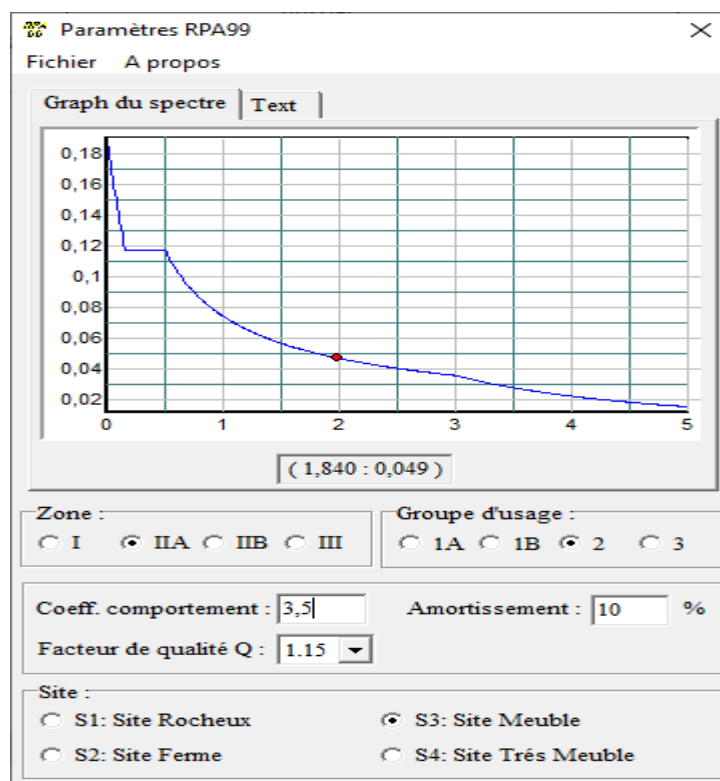 Paramètres RPA99
Fichier A propos
Graph du spectre Text
0,18
0,16
0,14
0,12
0,1
0,08
0,06
0,04
0,02
0 1 2 3 4 5
( 1,840 : 0,049 )
Zone : Groupe d'usage :
I IIA IIB III 1A 1B 2 3
Coeff. comportement : 3,5 Amortissement : 10 %
Facteur de qualité Q : 1.15
Site :
S1: Site Rocheux S3: Site Meuble
S2: Site Ferme S4: Site Trés Meuble